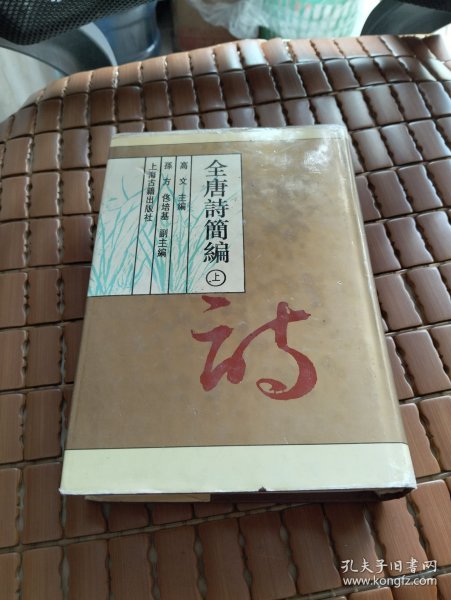 全唐詩簡編
上
高文 主編
孫方 佟培基 副主編
上海古籍出版社
詩
孔夫子旧书网
www.kongfz.com